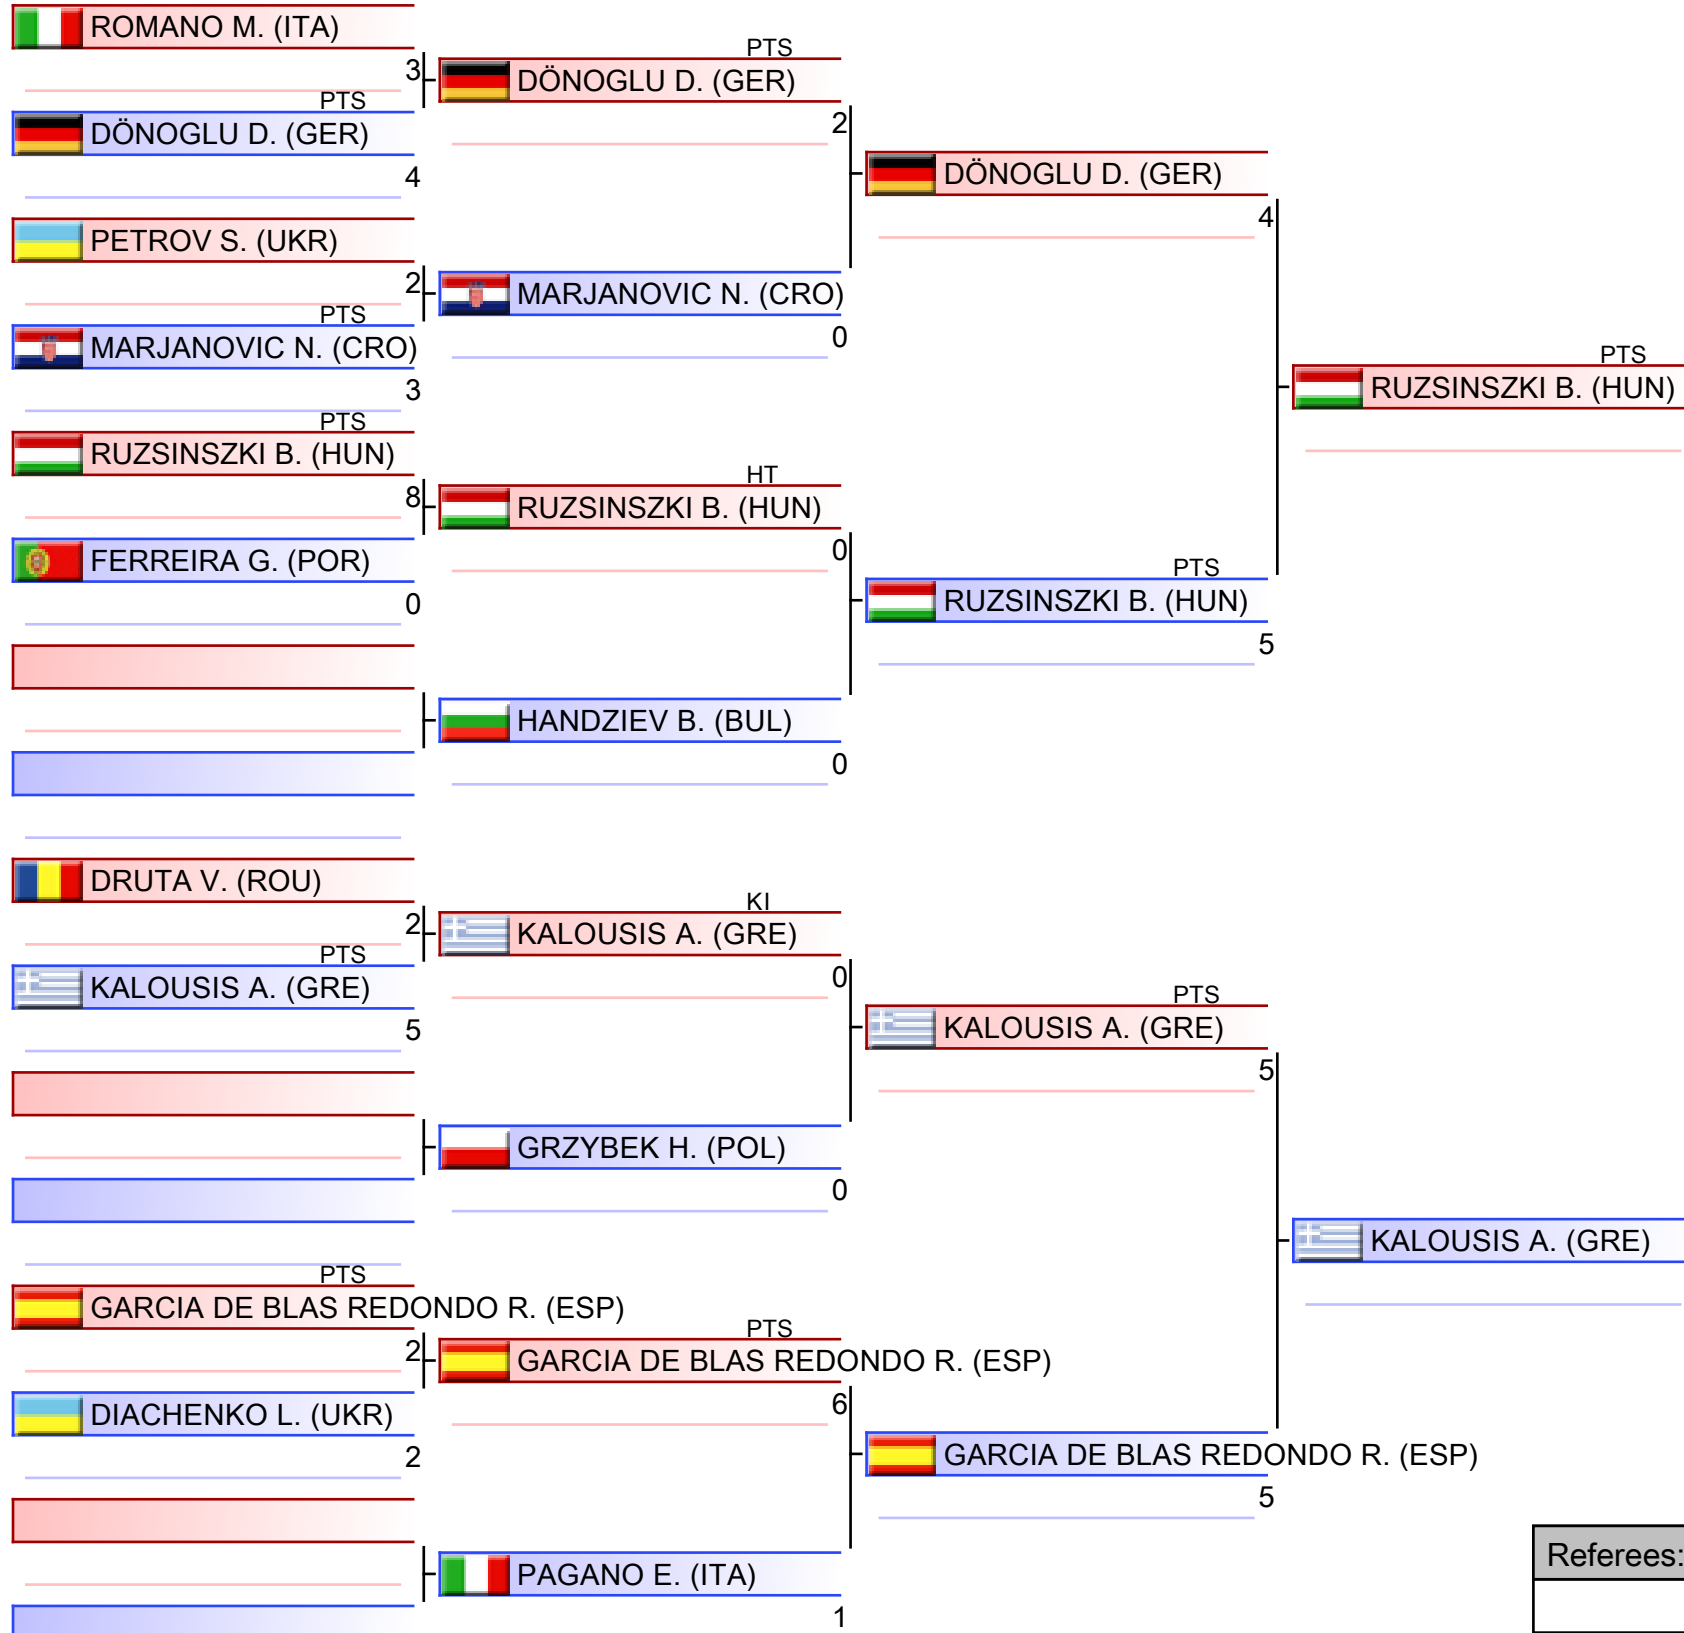 ROMANO M. (ITA)
3
PTS
DÖNOGLU D. (GER)
4
PETROV S. (UKR)
2
PTS
MARJANOVIC N. (CRO)
3
PTS
RUZSINSZKI B. (HUN)
8
FERREIRA G. (POR)
0
DRUTA V. (ROU)
2
PTS
KALOUSIS A. (GRE)
5
PTS
GARCIA DE BLAS REDONDO R. (ESP)
2
DIACHENKO L. (UKR)
2
PTS
DÖNOGLU D. (GER)
2
MARJANOVIC N. (CRO)
0
HT
RUZSINSZKI B. (HUN)
0
HANDZIEV B. (BUL)
0
KI
KALOUSIS A. (GRE)
0
GRZYBEK H. (POL)
0
PTS
GARCIA DE BLAS REDONDO R. (ESP)
6
PAGANO E. (ITA)
1
DÖNOGLU D. (GER)
4
PTS
RUZSINSZKI B. (HUN)
5
PTS
KALOUSIS A. (GRE)
5
GARCIA DE BLAS REDONDO R. (ESP)
5
PTS
RUZSINSZKI B. (HUN)
KALOUSIS A. (GRE)
Referees: